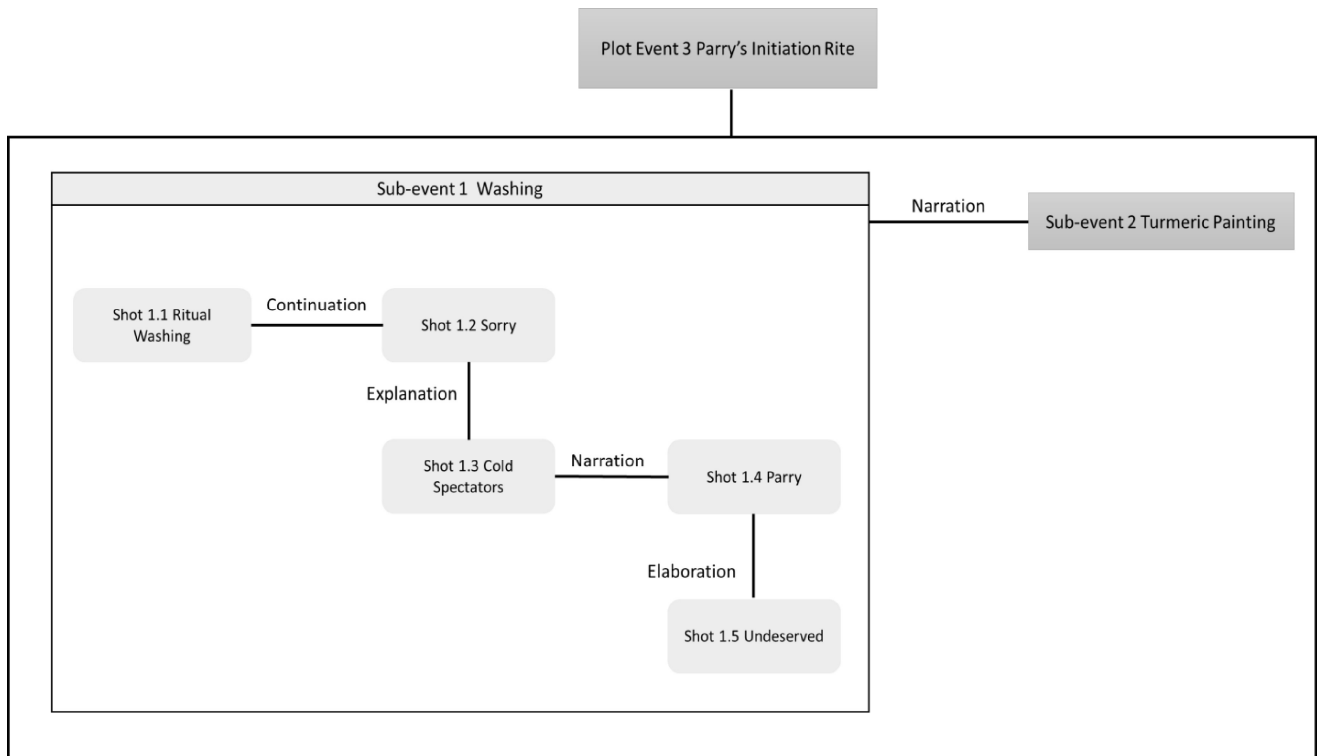 Plot Event 3 Parry's Initiation Rite
Sub-event 1  Washing
Narration
Sub-event 2 Turmeric Painting
Shot 1.1 Ritual
Washing
Continuation
Shot 1.2 Sorry
Explanation
Shot 1.3 Cold
Spectators
Narration
Shot 1.4 Parry
Elaboration
Shot 1.5 Undeserved